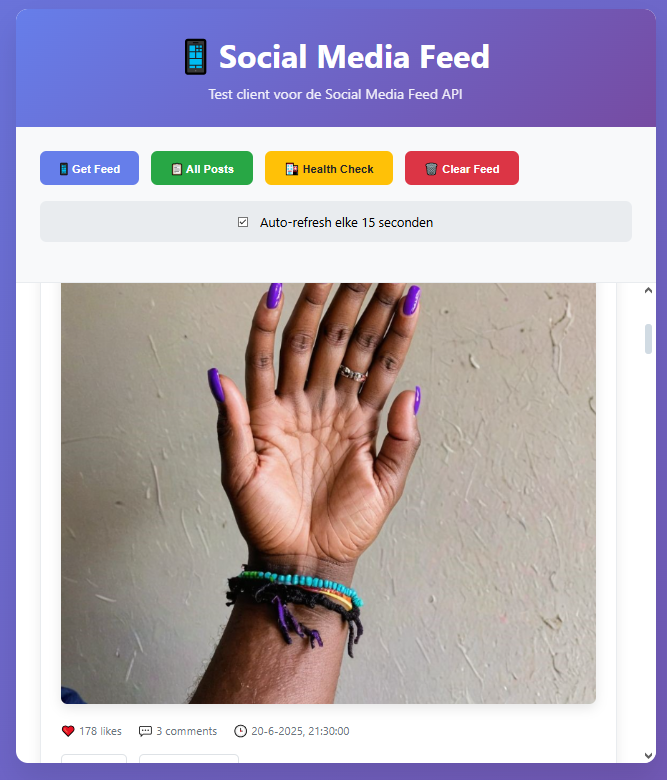 Social Media Feed
Test client voor de Social Media Feed API
Get Feed
All Posts
Health Check
Clear Feed
Auto-refresh elke 15 seconden
178 likes
3 comments
20-6-2025, 21:30:00